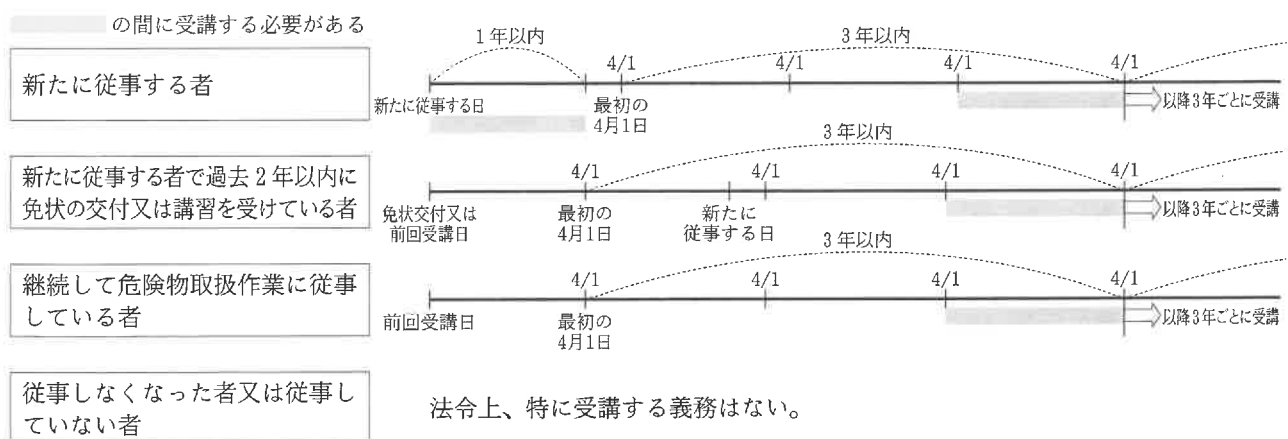 の間に受講する必要がある
新たに従事する者
1年以内
3年以内
4/1
4/1
4/1
4/1
新たに従事する日
最初の
4月1日
以降3年ごとに受講
新たに従事する者で過去2年以内に
免状の交付又は講習を受けている者
3年以内
4/1
4/1
4/1
4/1
免状交付又は
前回受講日
最初の
4月1日
新たに
従事する日
以降3年ごとに受講
継続して危険物取扱作業に従事
している者
3年以内
4/1
4/1
4/1
4/1
前回受講日
最初の
4月1日
以降3年ごとに受講
従事しなくなった者又は従事し
ていない者
法令上、特に受講する義務はない。